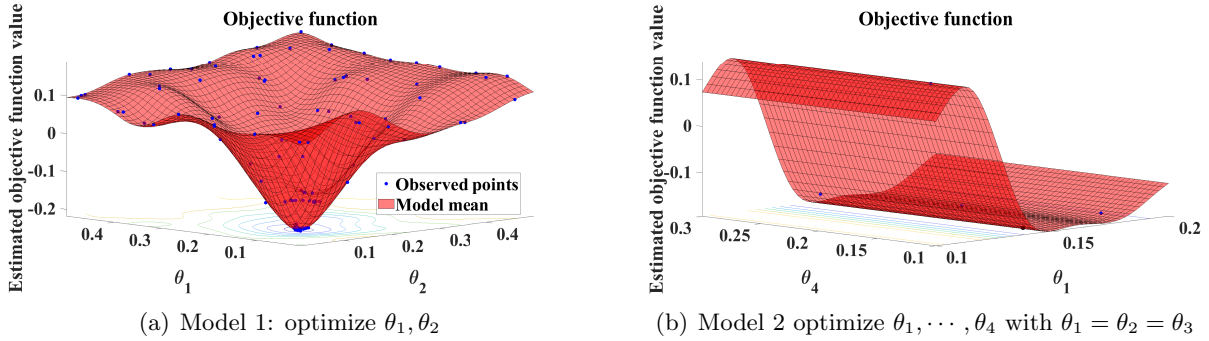 Objective function
Estimated objective function value
0.1
0
-0.1
-0.2
0.4
0.3
0.2
0.1
θ1
0.1
0.2
0.3
0.4
θ2
Observed points
Model mean
(a) Model 1: optimize θ1, θ2
Objective function
Estimated objective function value
0.1
0
-0.1
0.3
0.25
0.2
0.15
0.1
θ4
0.1
0.15
0.2
θ1
(b) Model 2 optimize θ1, ⋯ , θ4 with θ1 = θ2 = θ3